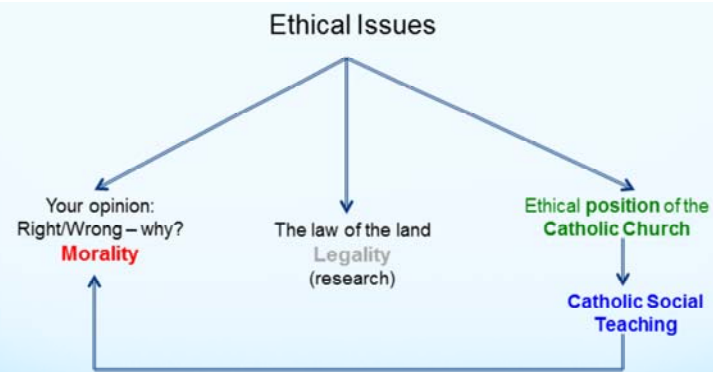 Ethical Issues
Your opinion:
Right/Wrong – why?
Morality
The law of the land
Legality
(research)
Ethical position of the
Catholic Church
Catholic Social
Teaching